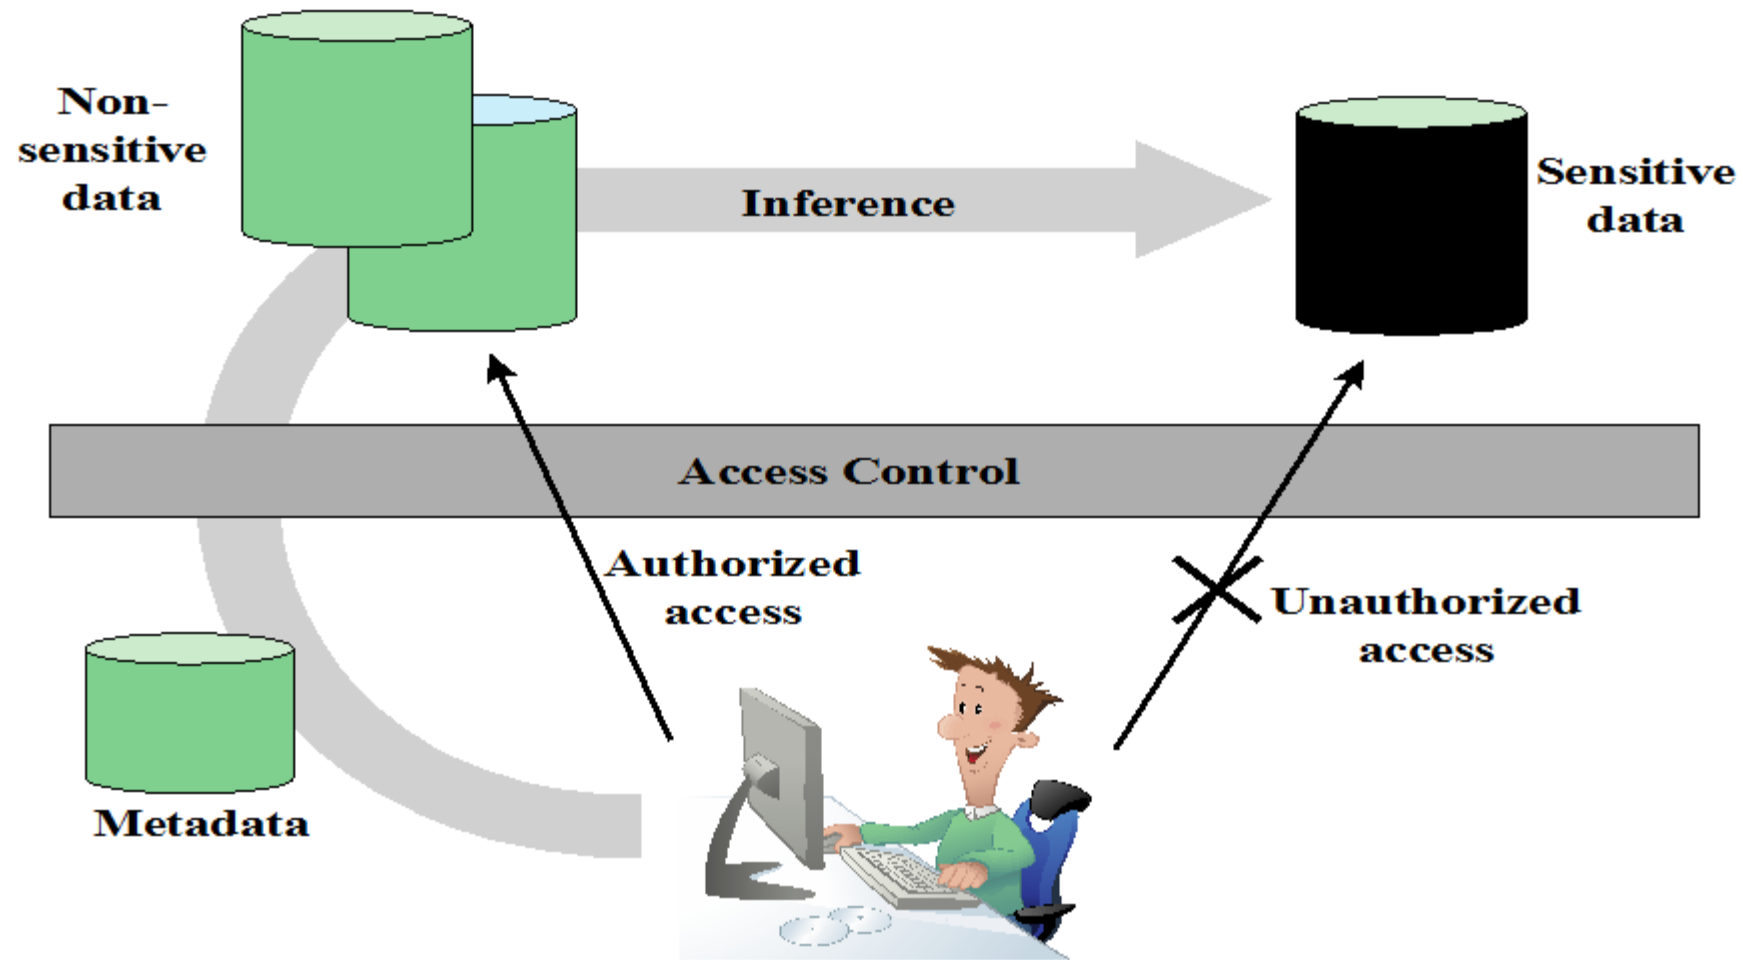 Non-
sensitive
data
Inference
Sensitive
data
Access Control
Authorized
access
Unauthorized
access
Metadata